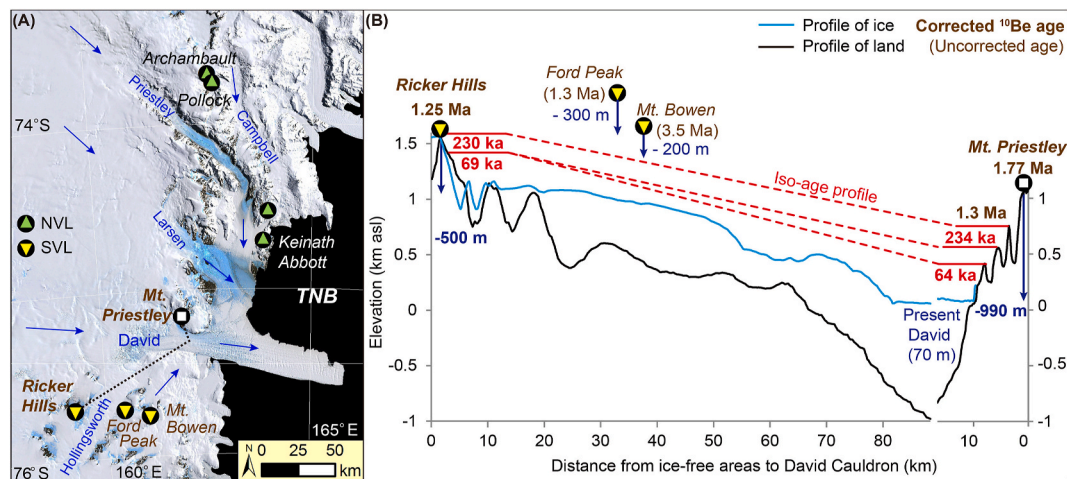 (A)
Archambault
Pollock
Priestley
Campbell
74° S
NVL
SVL
Larsen
Keinath
Abbott
TNB
Mt.
Priestley
David
Ricker
Hills
Hollingsworth
Ford
Peak
Mt.
Bowen
76° S
160° E
165° E
N
0 25 50
km
(B)
Profile of ice
Profile of land
Corrected ¹⁰Be age
(Uncorrected age)
Ricker Hills
1.25 Ma
Ford Peak
(1.3 Ma)
- 300 m
Mt. Bowen
(3.5 Ma)
- 200 m
Mt. Priestley
1.77 Ma
230 ka
69 ka
Iso-age profile
1.3 Ma
234 ka
64 ka
-500 m
-990 m
Present
David
(70 m)
Elevation (km asl)
1.5
1
0.5
0
-0.5
-1
1
0.5
0
-0.5
-1
0 10 20 30 40 50 60 70 80 10 0
Distance from ice-free areas to David Cauldron (km)